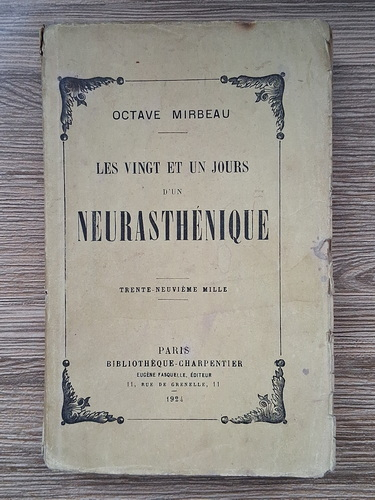 OCTAVE MIRBEAU
LES VINGT ET UN JOURS
D'UN
NEURASTHÉNIQUE
TRENTE-NEUVIÈME MILLE
PARIS
BIBLIOTHÈQUE-CHARPENTIER
EUGÈNE FASQUELLE, ÉDITEUR
11, RUE DE GRENELLE, 11
1924